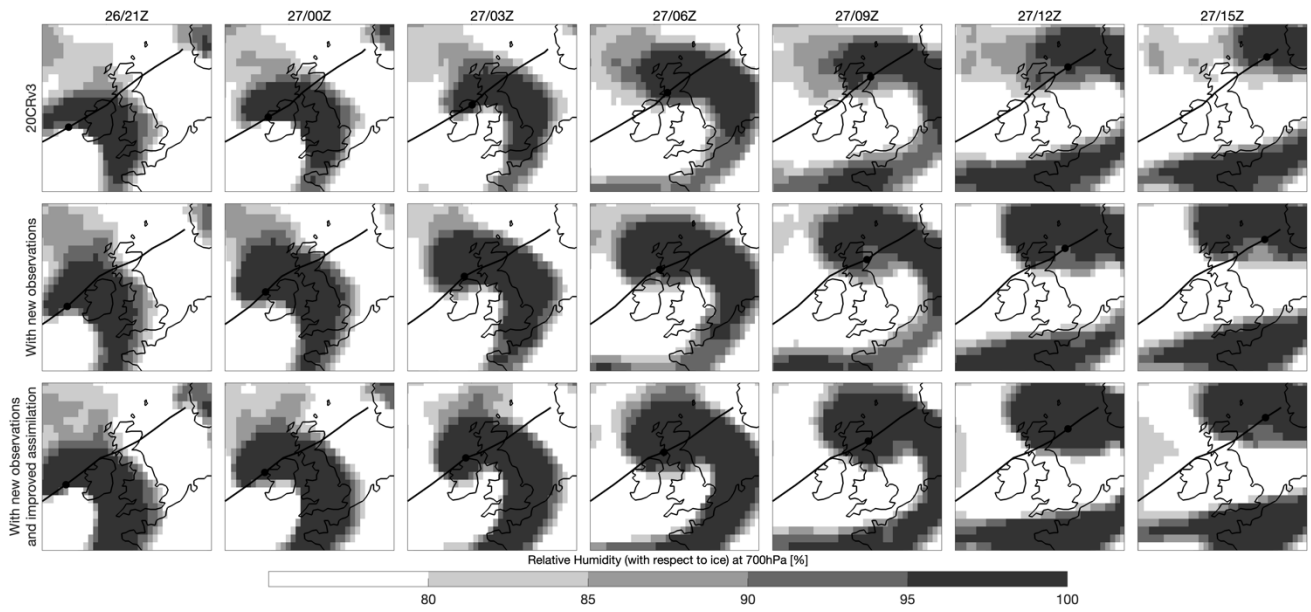 26/21Z 27/00Z 27/03Z 27/06Z 27/09Z 27/12Z 27/15Z
20CRv3
With new observations
With new observations
and improved assimilation
Relative Humidity (with respect to ice) at 700hPa [%]
80 85 90 95 100